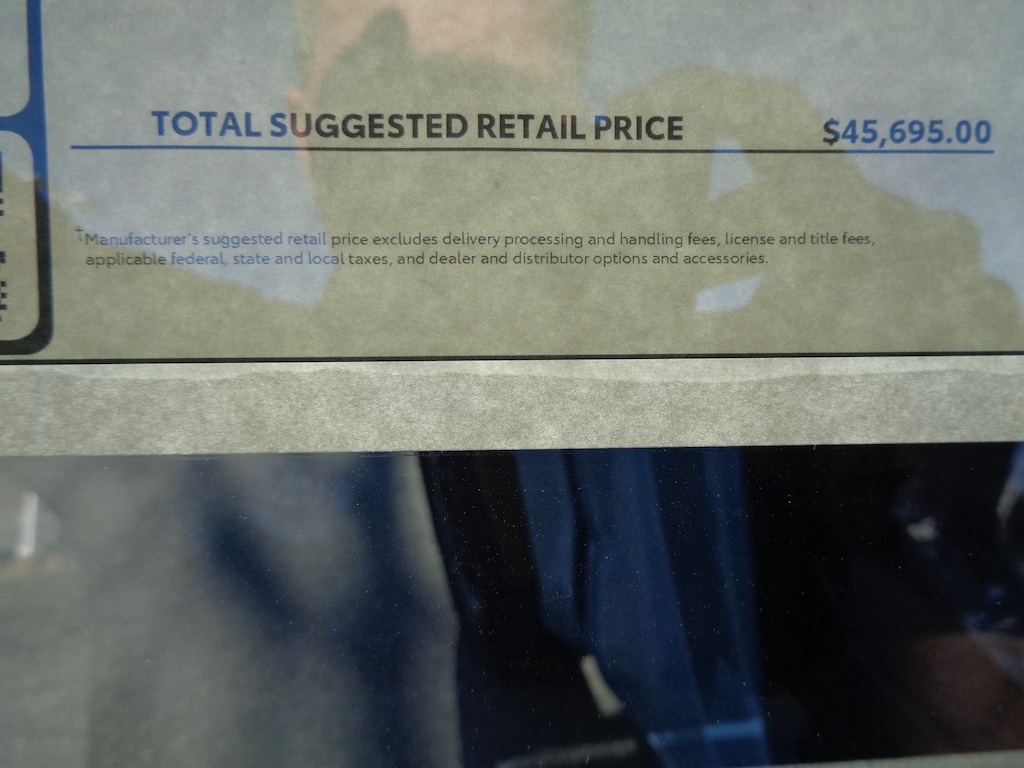 TOTAL SUGGESTED RETAIL PRICE $45,695.00
‡Manufacturer's suggested retail price excludes delivery processing and handling fees, license and title fees,
applicable federal, state and local taxes, and dealer and distributor options and accessories.